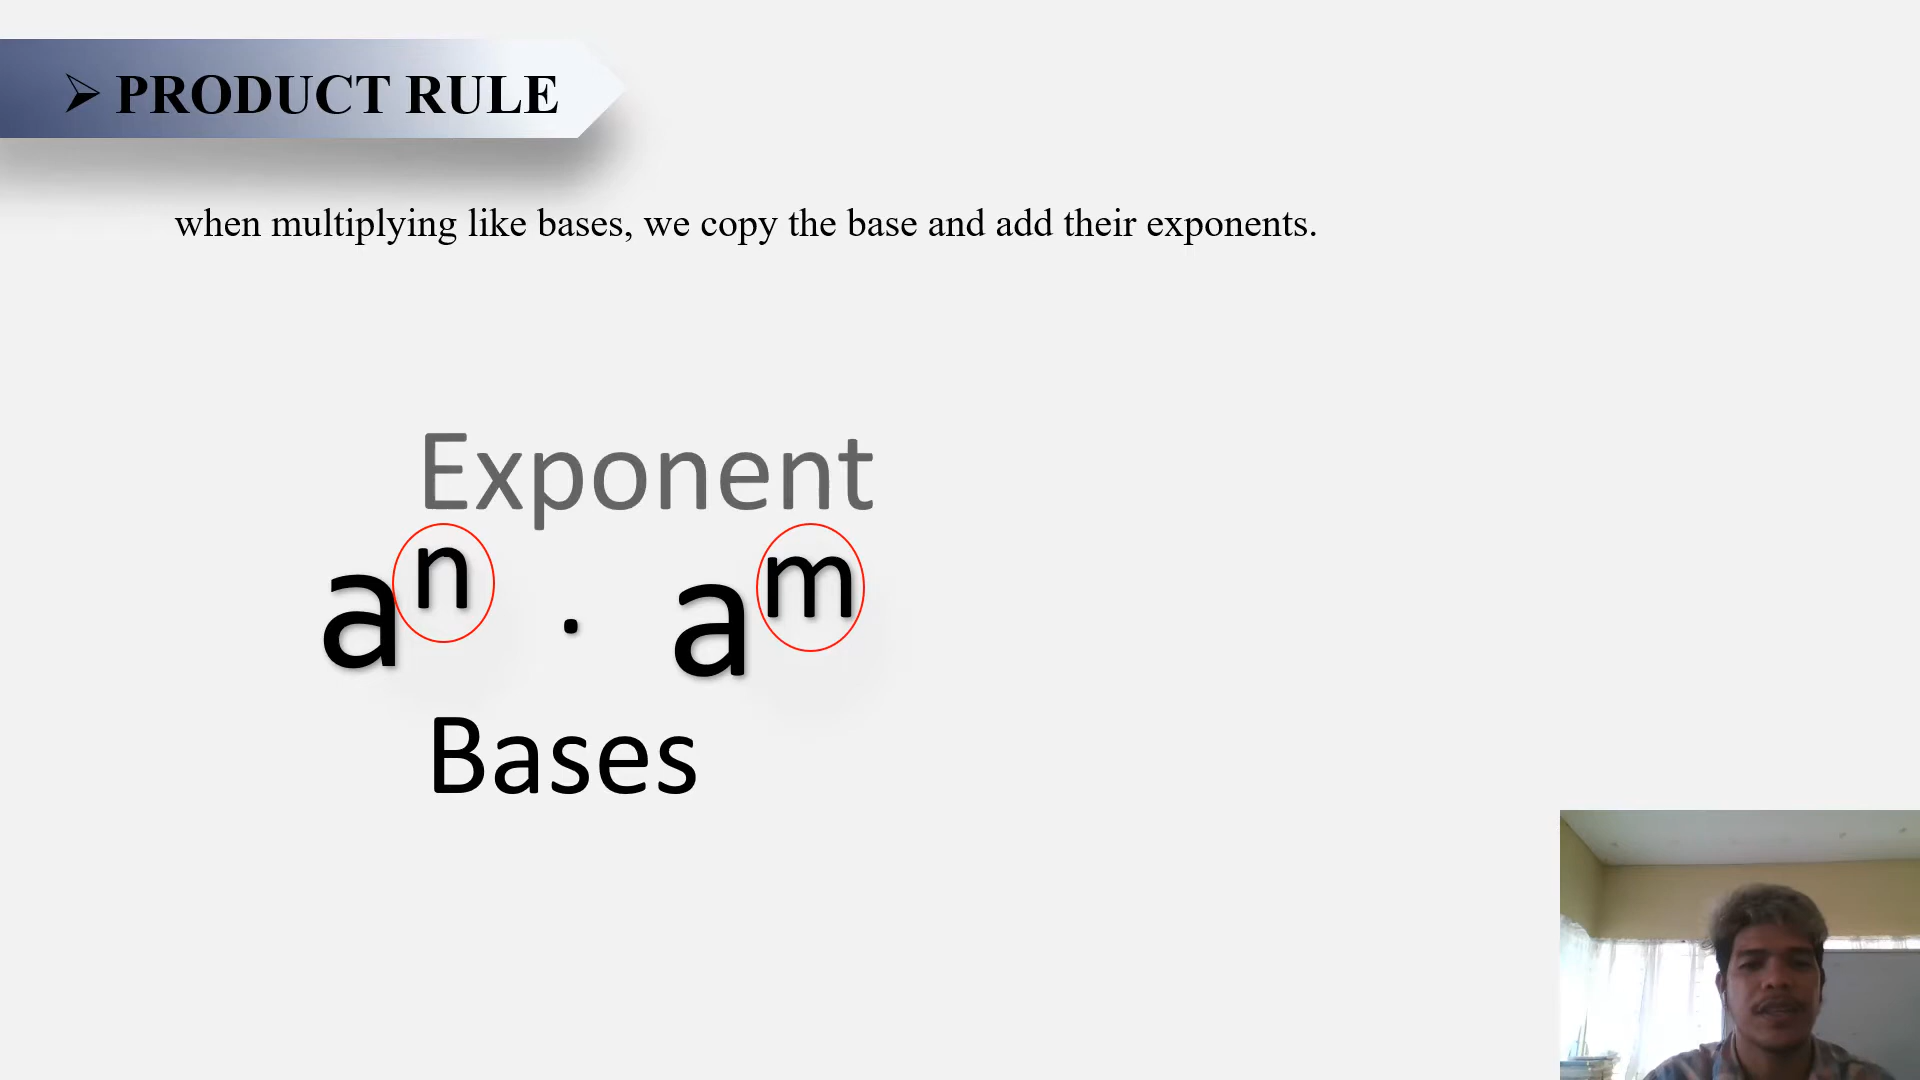 PRODUCT RULE
when multiplying like bases, we copy the base and add their exponents.
Exponent
aⁿ · aᵐ
Bases